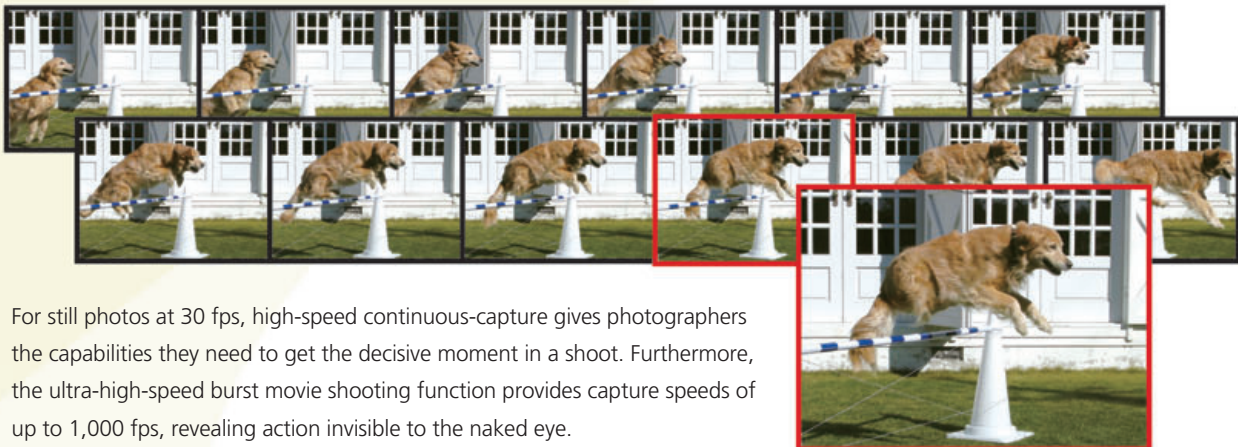 For still photos at 30 fps, high-speed continuous-capture gives photographers
the capabilities they need to get the decisive moment in a shoot. Furthermore,
the ultra-high-speed burst movie shooting function provides capture speeds of
up to 1,000 fps, revealing action invisible to the naked eye.